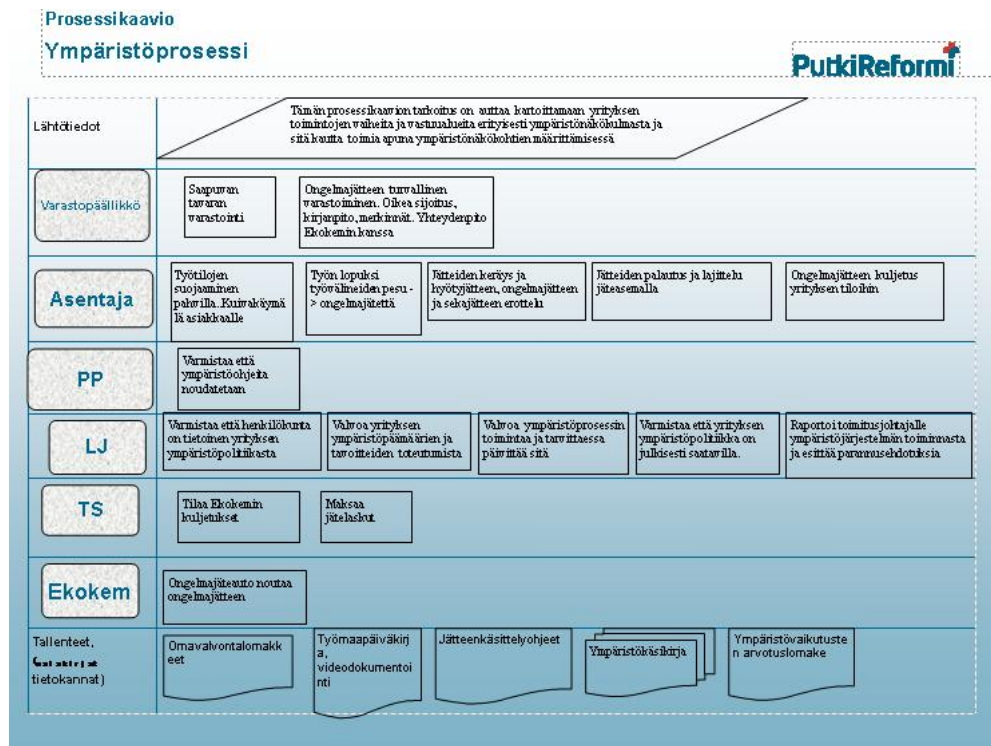 Prosessikaavio
Ympäristöprosessi
PutkiReformi
Lähtötiedot
Tämän prosessikaavion tarkoitus on auttaa kartoittamaan yrityksen
toimintojen vaiheita ja vastuualueita erityisesti ympäristönäkökulmasta ja
sitä kautta toimia apuna ympäristönäkökohtien määrittämisessä
Varastopäällikkö
Saapuvan
tavaran
varastointi
Ongelmajätteen turvallinen
varastoiminen. Oikea sijoitus,
kirjanpito, merkinnät. Yhteydenpito
Ekokemin kanssa
Asentaja
Työtilojen
suojaaminen
pahvilla. Kuivakäymä
lä asiakkaalle
Työn lopuksi
työvälineiden pesu -
> ongelmajätettä
Jätteiden keräys ja
hyötyjätteen, ongelmajätteen
ja sekajätteen erottelu
Jätteiden palautus ja lajittelu
jäteasemalla
Ongelmajätteen kuljetus
yrityksen tiloihin
PP
Varmistaa että
ympäristöohjeita
noudatetaan
LJ
Varmistaa että henkilökunta
on tietoinen yrityksen
ympäristöpolitiikasta
Valvoa yrityksen
ympäristöpäämäärien ja
tavoitteiden toteutumista
Valvoa ympäristöprosessin
toimintaa ja tarvittaessa
päivittää sitä
Varmistaa että yrityksen
ympäristöpolitiikka on
julkisesti saatavilla.
Raportoi toimitusjohtajalle
ympäristöjärjestelmän toiminnasta
ja esittää parannusehdotuksia
TS
Tilaa Ekokemin
kuljetukset
Maksaa
jätelaskut
Ekokem
Ongelmajäteauto noutaa
ongelmajätteen
Tallenteet,
tietokannat)
Omavalvontalomakk
eet
Työmaapäiväkirj
a,
videodokumentoi
nti
Jätteenkäsittelyohjeet
Ympäristökäsikirja
Ympäristövaikutuste
n arvotuslomake